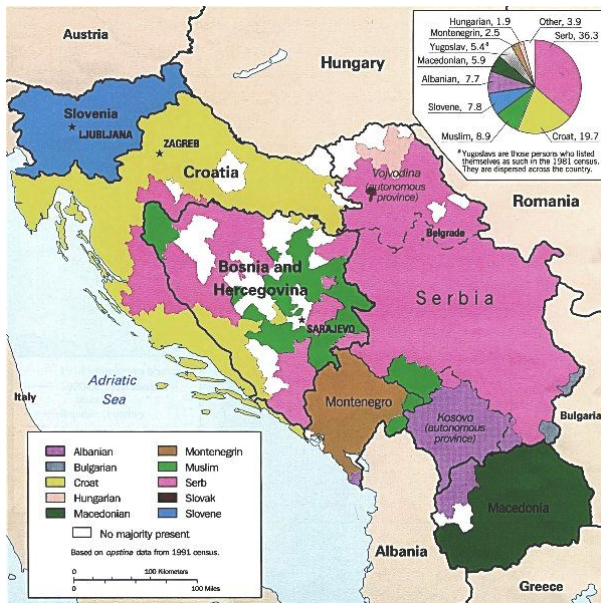 Austria
Hungary
Slovenia
LJUBLJANA
ZAGREB
Croatia
Vojvodina
(autonomous
province)
Romania
Belgrade
Bosnia and
Hercegovina
SARAJEVO
Serbia
Adriatic
Sea
Italy
Montenegro
Kosovo
(autonomous
province)
Bulgaria
Macedonia
Albania
Greece
Hungarian, 1.9
Other, 3.9
Montenegrin, 2.5
Serb, 36.3
Yugoslav, 5.4ª
Macedonian, 5.9
Albanian, 7.7
Slovene, 7.8
Muslim, 8.9
Croat, 19.7
ª Yugoslavs are those persons who listed
themselves as such in the 1981 census.
They are dispersed across the country.
Albanian
Bulgarian
Croat
Hungarian
Macedonian
Montenegrin
Muslim
Serb
Slovak
Slovene
No majority present
Based on opstina data from 1991 census.
0 100 Kilometers
0 100 Miles